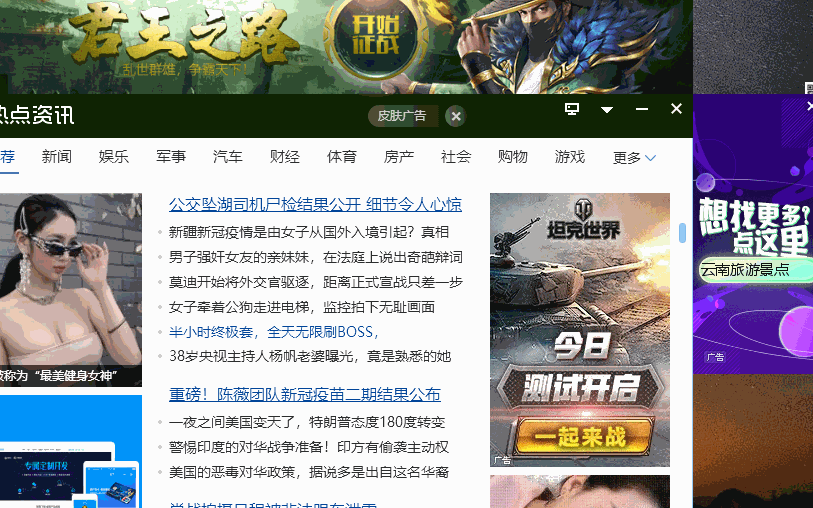 君王之路
乱世群雄，争霸天下！
开始
征战
热点资讯
皮肤广告
荐
新闻
娱乐
军事
汽车
财经
体育
房产
社会
购物
游戏
更多
公交坠湖司机尸检结果公开 细节令人心惊
新疆新冠疫情是由女子从国外入境引起？真相
男子强奸女友的亲妹妹，在法庭上说出奇葩辩词
莫迪开始将外交官驱逐，距离正式宣战只差一步
女子牵着公狗走进电梯，监控拍下无耻画面
半小时终极套，全天无限刷BOSS，
38岁央视主持人杨帆老婆曝光，竟是熟悉的她
被称为“最美健身女神”
重磅！陈薇团队新冠疫苗二期结果公布
一夜之间美国变天了，特朗普态度180度转变
警惕印度的对华战争准备！印方有偷袭主动权
美国的恶毒对华政策，据说多是出自这名华裔
专属定制开发
坦克世界
今日
测试开启
一起来战
广告
想找更多?
点这里
云南旅游景点
广告